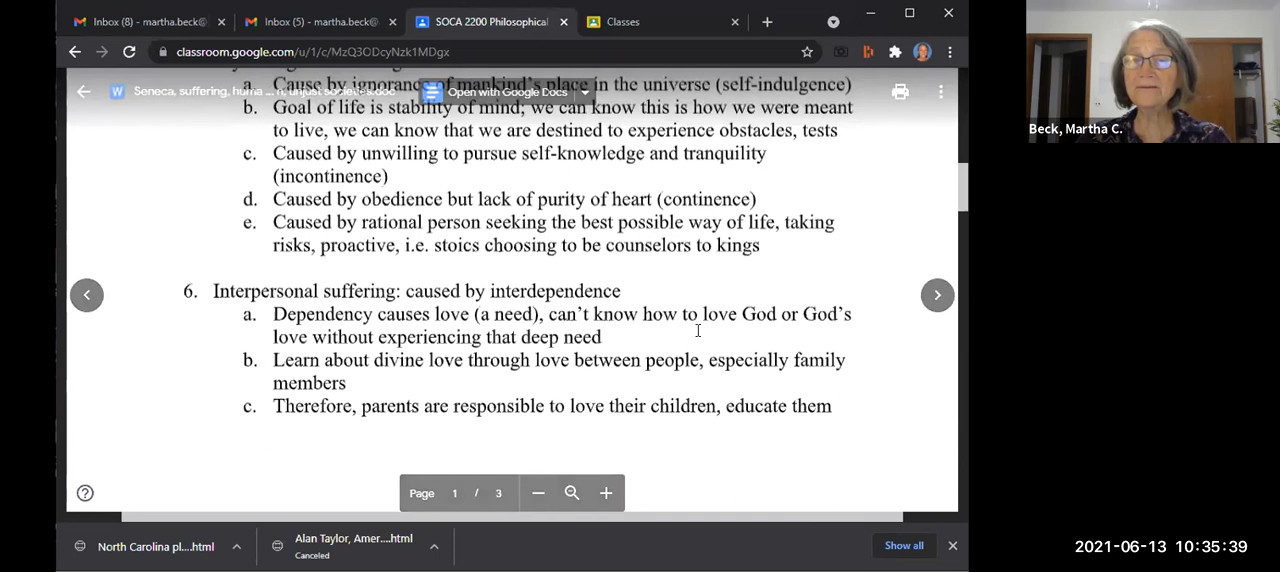 Inbox (8) - martha.beck@
Inbox (5) - martha.beck@
SOCA 2200 Philosophical
Classes
classroom.google.com/u/1/c/MzQ3ODcyNzk1MDgx
a. Cause by ignorance of mankind's place in the universe (self-indulgence)
Seneca, suffering, huma... n, unjust societies.doc
Open with Google Docs
b. Goal of life is stability of mind; we can know this is how we were meant
to live, we can know that we are destined to experience obstacles, tests
c. Caused by unwilling to pursue self-knowledge and tranquility
(incontinence)
d. Caused by obedience but lack of purity of heart (continence)
e. Caused by rational person seeking the best possible way of life, taking
risks, proactive, i.e. stoics choosing to be counselors to kings
6. Interpersonal suffering: caused by interdependence
a. Dependency causes love (a need), can't know how to love God or God's
love without experiencing that deep need
b. Learn about divine love through love between people, especially family
members
c. Therefore, parents are responsible to love their children, educate them
Page 1 / 3
North Carolina pl....html
Alan Taylor, Amer....html
Canceled
Show all
Beck, Martha C.
2021-06-13 10:35:39